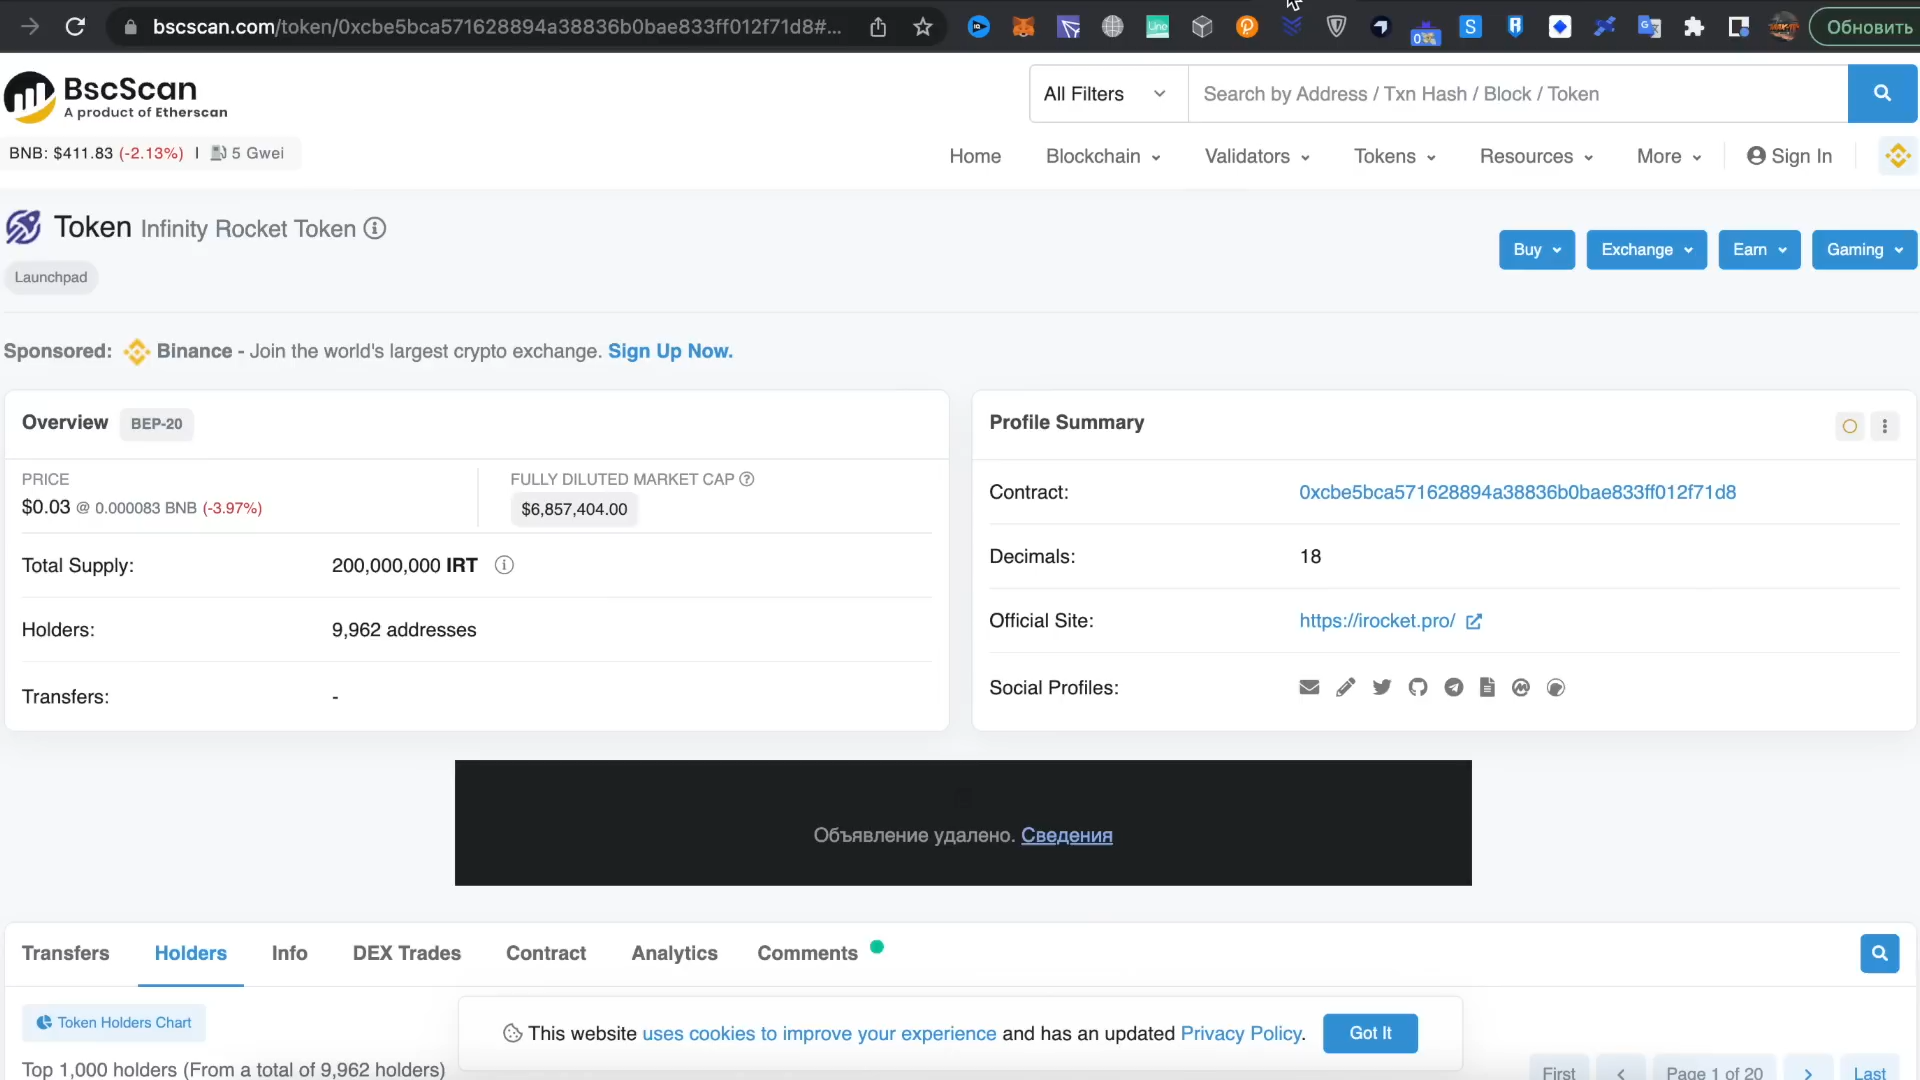 bscscan.com/token/0xcbe5bca571628894a38836b0bae833ff012f71d8#...
Обновить
BscScan
A product of Etherscan
All Filters
Search by Address / Txn Hash / Block / Token
BNB: $411.83 (-2.13%) | 5 Gwei
Home Blockchain Validators Tokens Resources More Sign In
Token Infinity Rocket Token
Buy Exchange Earn Gaming
Launchpad
Sponsored: Binance - Join the world's largest crypto exchange. Sign Up Now.
Overview BEP-20
PRICE
$0.03 @ 0.000083 BNB (-3.97%)
FULLY DILUTED MARKET CAP
$6,857,404.00
Total Supply: 200,000,000 IRT
Holders: 9,962 addresses
Transfers: -
Profile Summary
Contract: 0xcbe5bca571628894a38836b0bae833ff012f71d8
Decimals: 18
Official Site: https://irocket.pro/
Social Profiles:
Объявление удалено. Сведения
Transfers Holders Info DEX Trades Contract Analytics Comments
Token Holders Chart
This website uses cookies to improve your experience and has an updated Privacy Policy. Got It
Top 1,000 holders (From a total of 9,962 holders)
First Page 1 of 20 Last